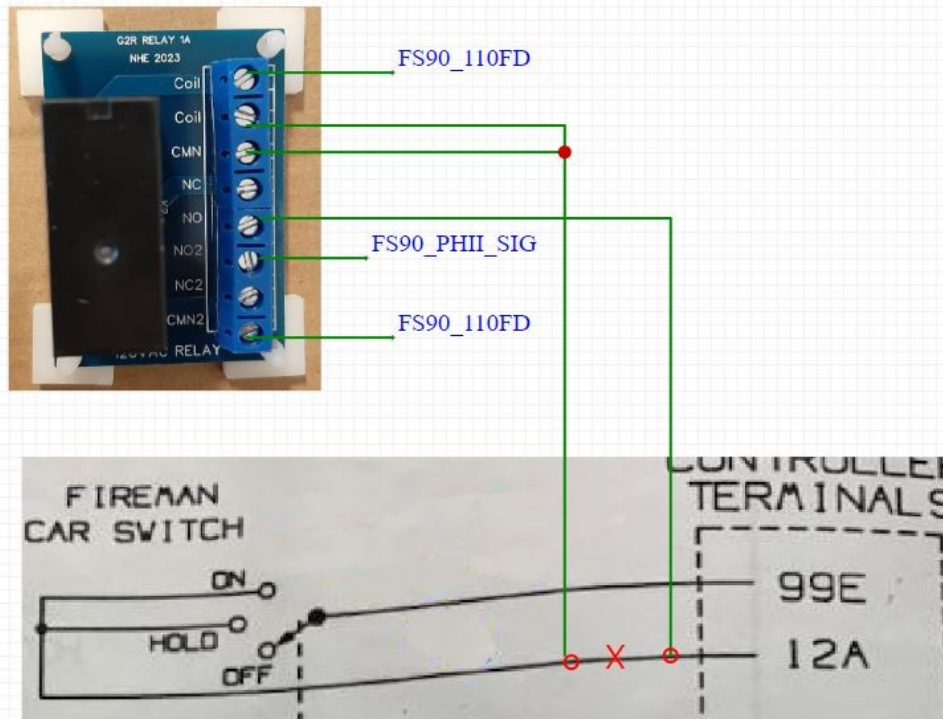 G2R RELAY 1A
NHE 2023
Coil
Coil
CMN
NC
NO
NO2
NC2
CMN2
120VAC RELAY
FS90_110FD
FS90_PHII_SIG
FS90_110FD
FIREMAN
CAR SWITCH
ON
HOLD
OFF
CONTROLLER
TERMINALS
99E
12A